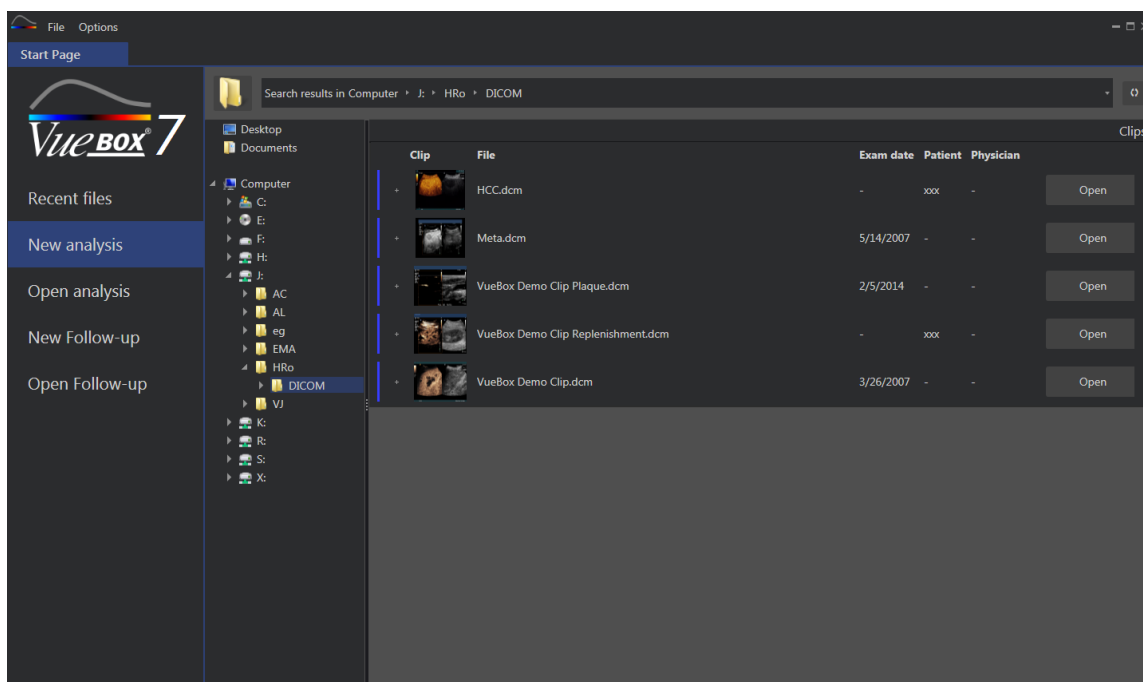 File Options
Start Page
VUEBOX® 7
Recent files
New analysis
Open analysis
New Follow-up
Open Follow-up
Search results in Computer J: HRo DICOM
Desktop
Documents
Computer
C:
E:
F:
H:
J:
AC
AL
eg
EMA
HRo
DICOM
VJ
K:
R:
S:
X:
Clips
Clip File Exam date Patient Physician
+ HCC.dcm - xxx - Open
+ Meta.dcm 5/14/2007 - - Open
+ VueBox Demo Clip Plaque.dcm 2/5/2014 - - Open
+ VueBox Demo Clip Replenishment.dcm - xxx - Open
+ VueBox Demo Clip.dcm 3/26/2007 - - Open